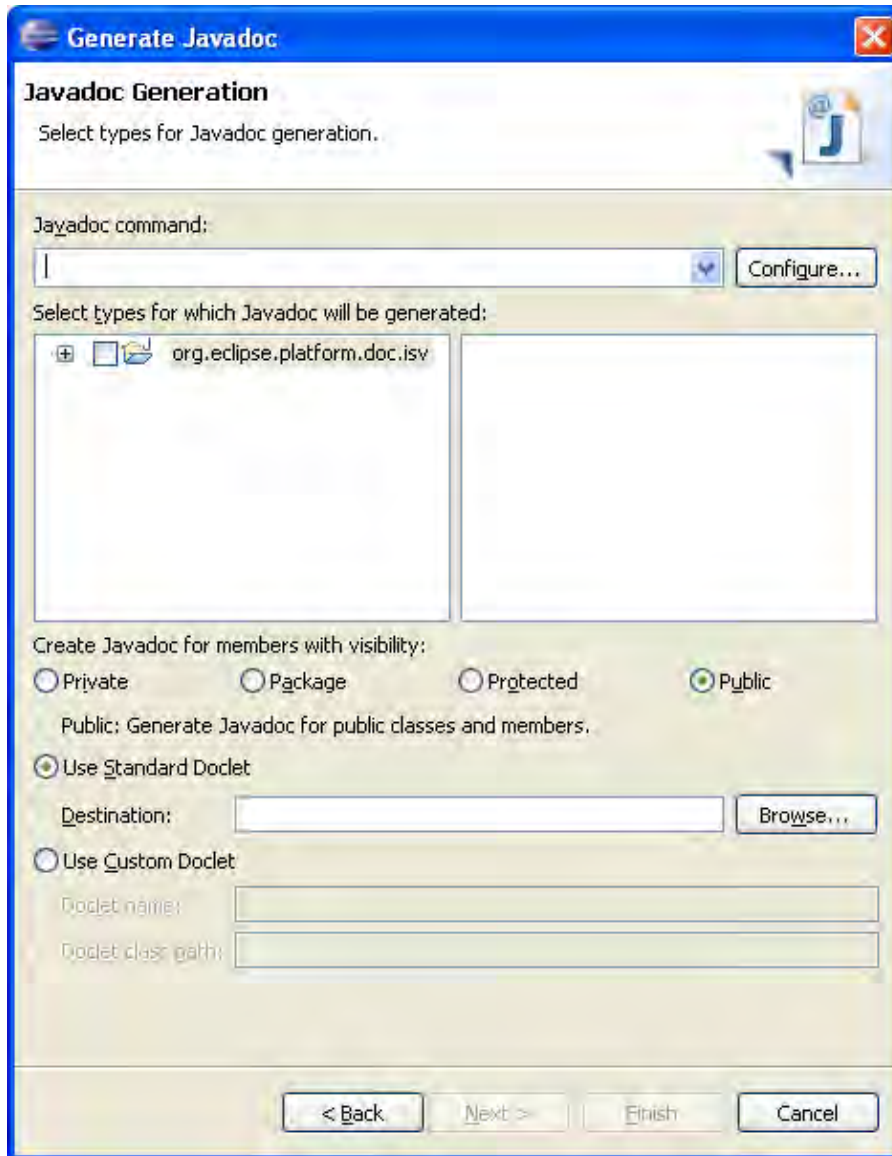 Generate Javadoc
Javadoc Generation
Select types for Javadoc generation.
@
J
Javadoc command:
Configure...
Select types for which Javadoc will be generated:
org.eclipse.platform.doc.isv
Create Javadoc for members with visibility:
Private Package Protected Public
Public: Generate Javadoc for public classes and members.
Use Standard Doclet
Destination: Browse...
Use Custom Doclet
Doclet name:
Doclet class path:
< Back Next > Finish Cancel